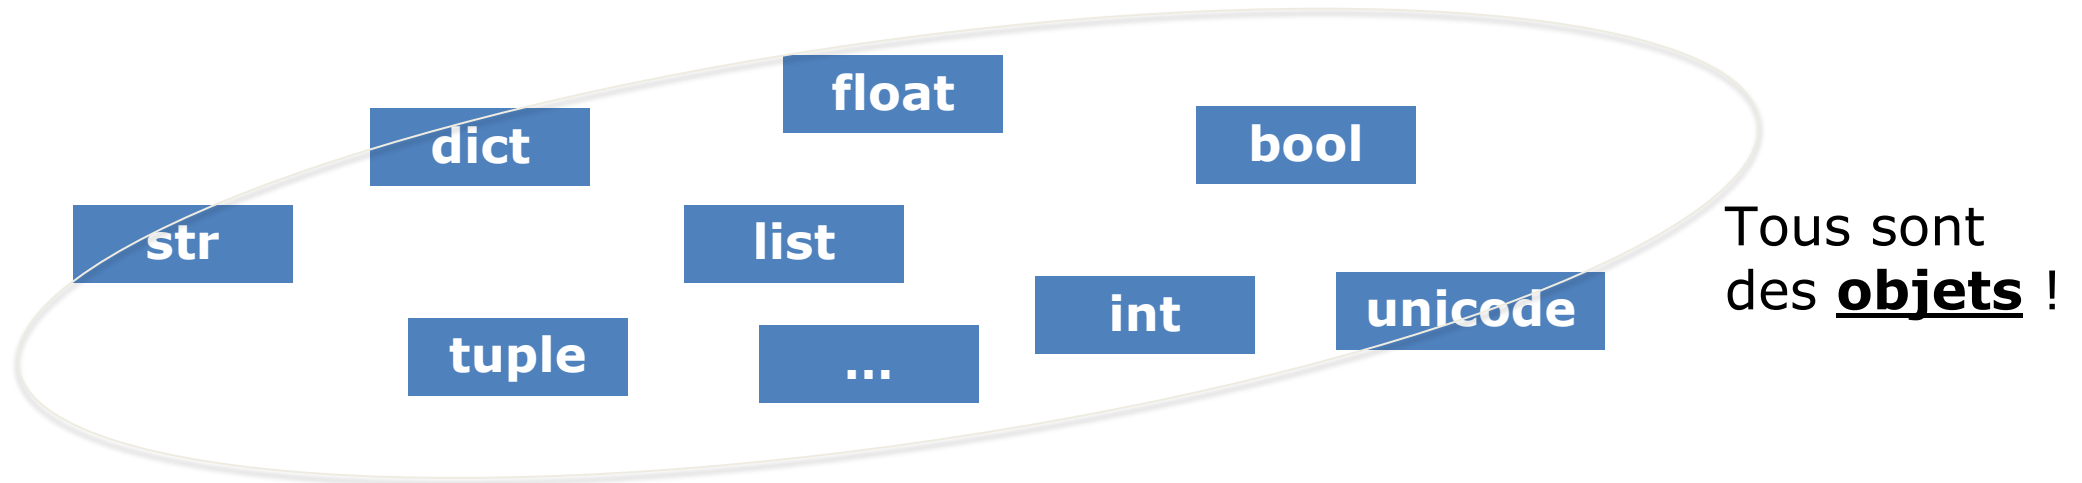 float
dict
bool
str
list
int
unicode
tuple
...
Tous sont
des objets !